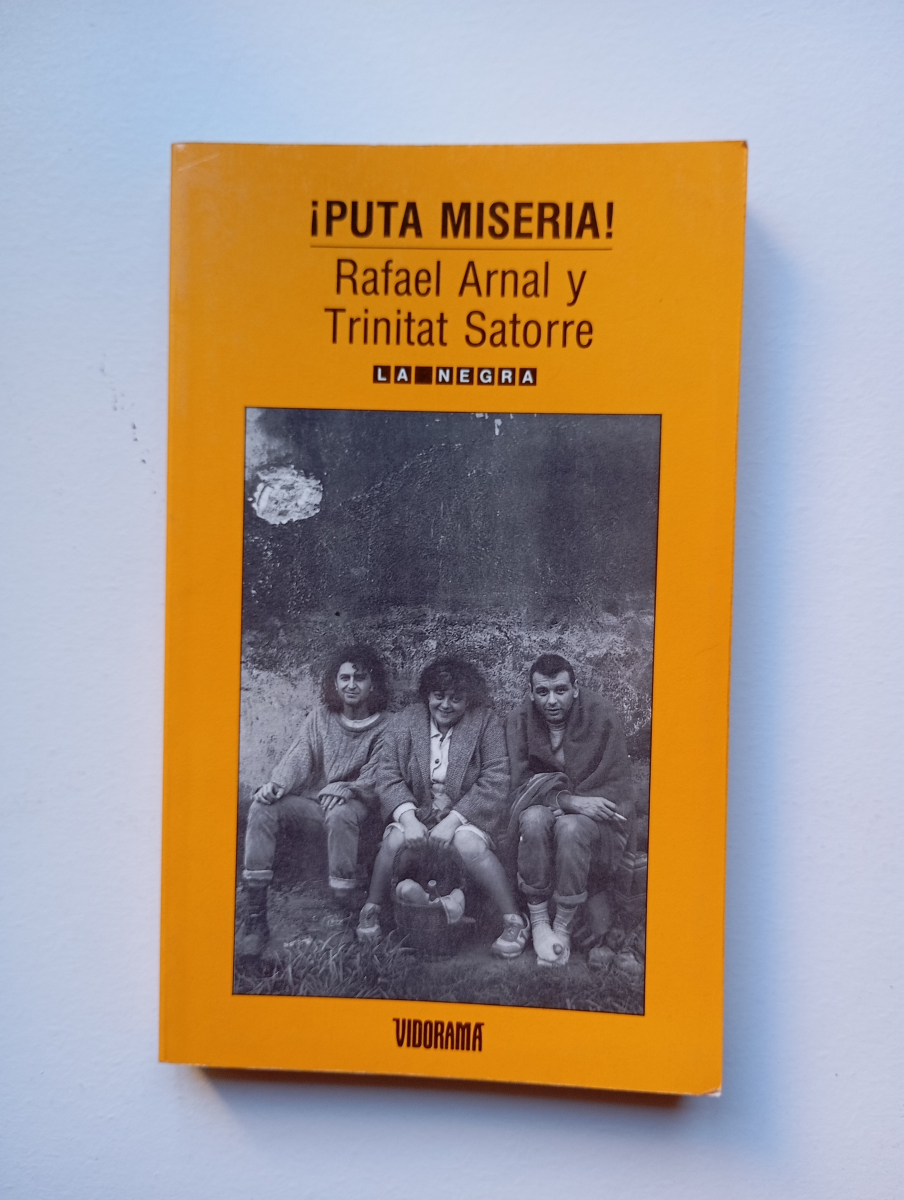 ¡PUTA MISERIA!
Rafael Arnal y
Trinitat Satorre
LA NEGRA
VIDORAMA